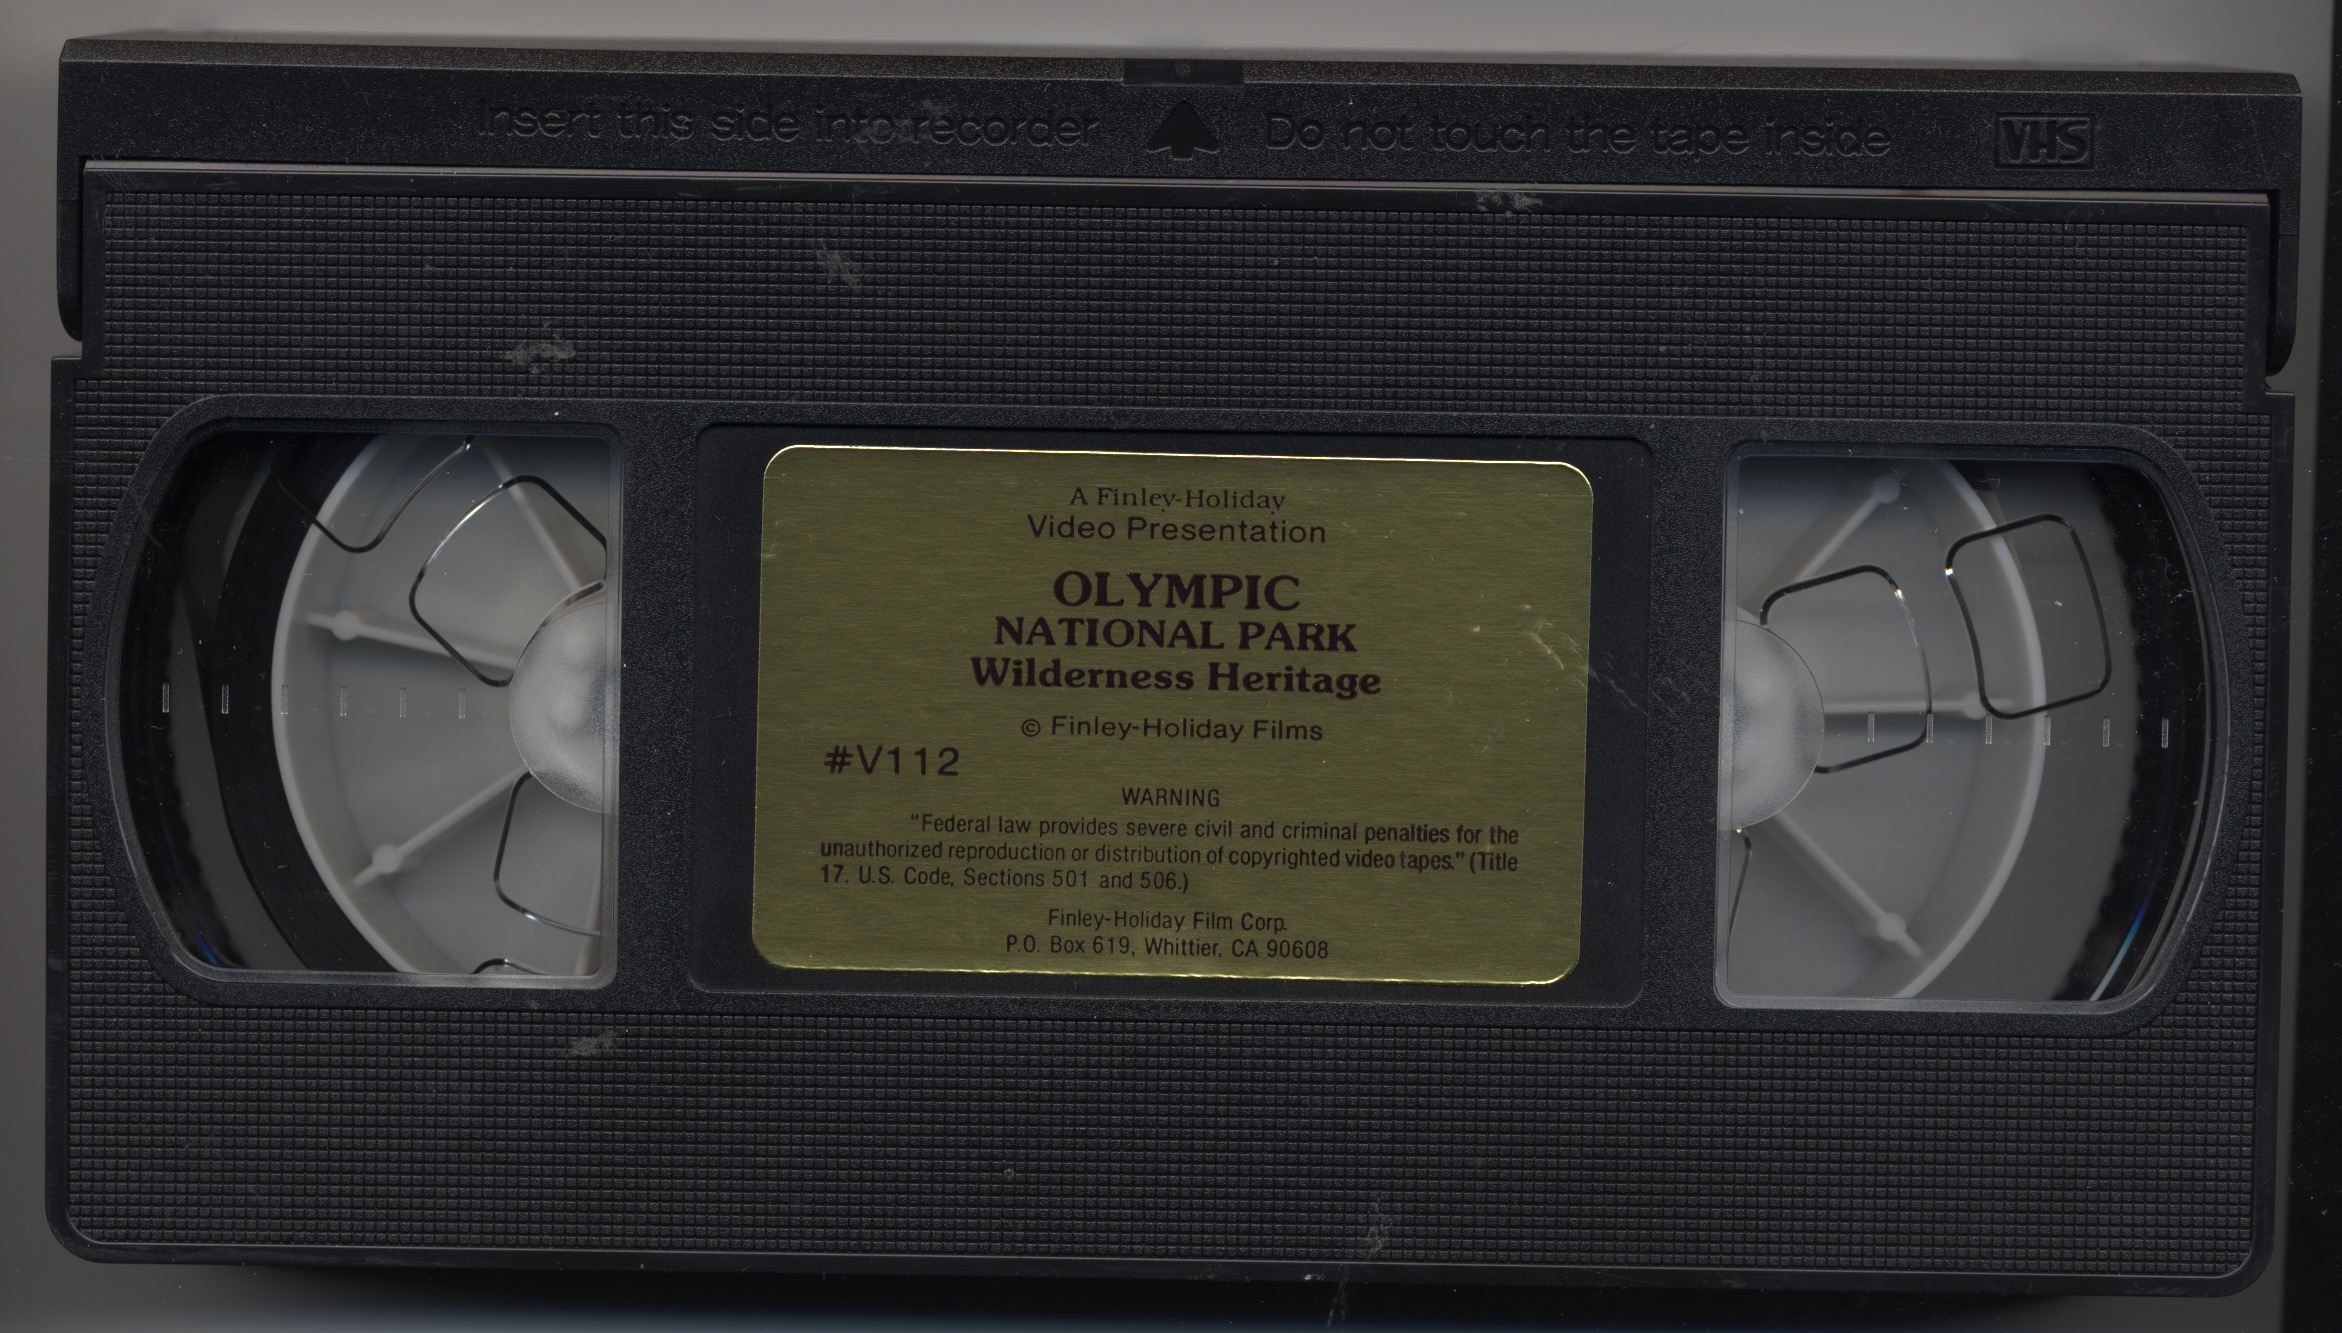 Insert this side into recorder Do not touch the tape inside VHS
A Finley-Holiday
Video Presentation
OLYMPIC
NATIONAL PARK
Wilderness Heritage
© Finley-Holiday Films
#V112
WARNING
"Federal law provides severe civil and criminal penalties for the
unauthorized reproduction or distribution of copyrighted video tapes." (Title
17. U.S. Code, Sections 501 and 506.)
Finley-Holiday Film Corp.
P.O. Box 619, Whittier, CA 90608